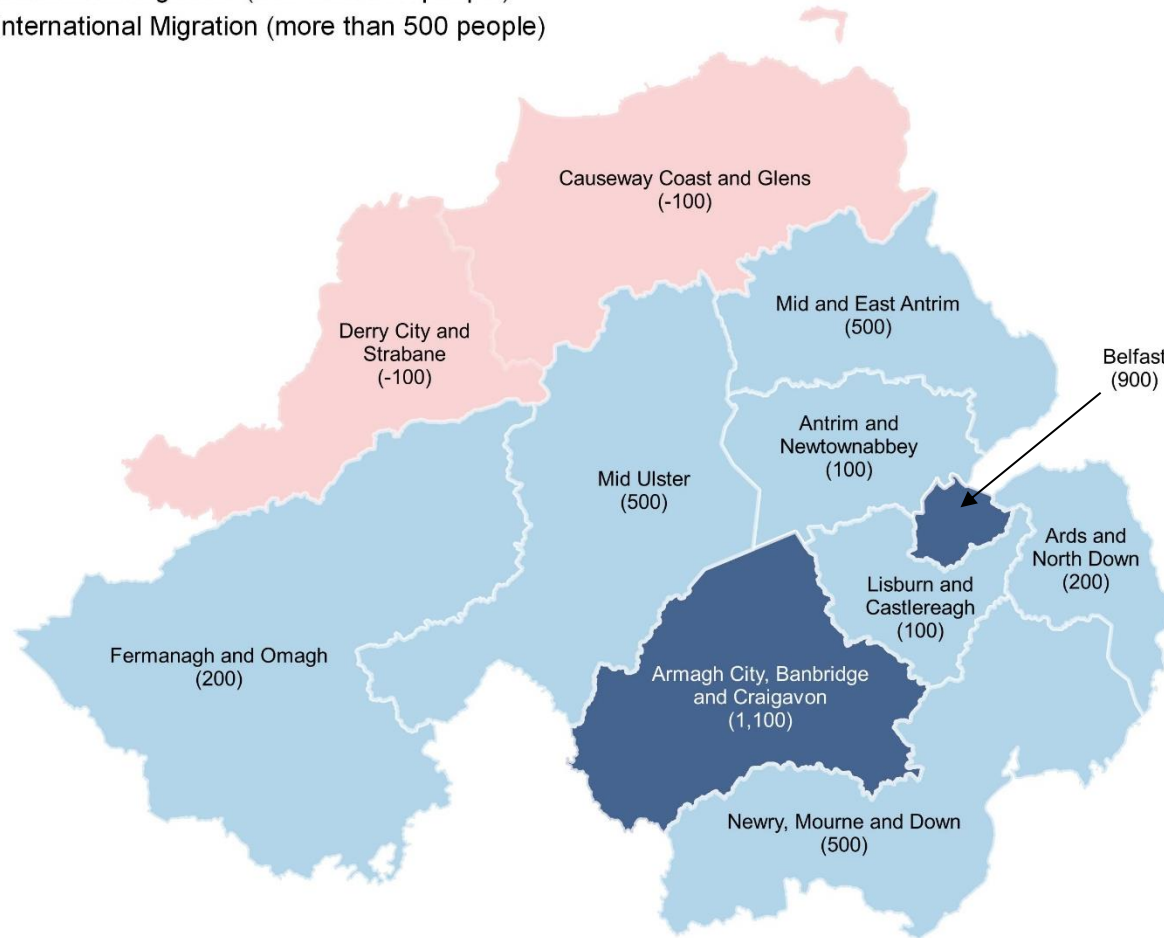 nternational Migration (more than 500 people)
Causeway Coast and Glens
(-100)
Mid and East Antrim
(500)
Derry City and
Strabane
(-100)
Belfast
(900)
Antrim and
Newtownabbey
(100)
Mid Ulster
(500)
Ards and
North Down
(200)
Lisburn and
Castlereagh
(100)
Fermanagh and Omagh
(200)
Armagh City, Banbridge
and Craigavon
(1,100)
Newry, Mourne and Down
(500)